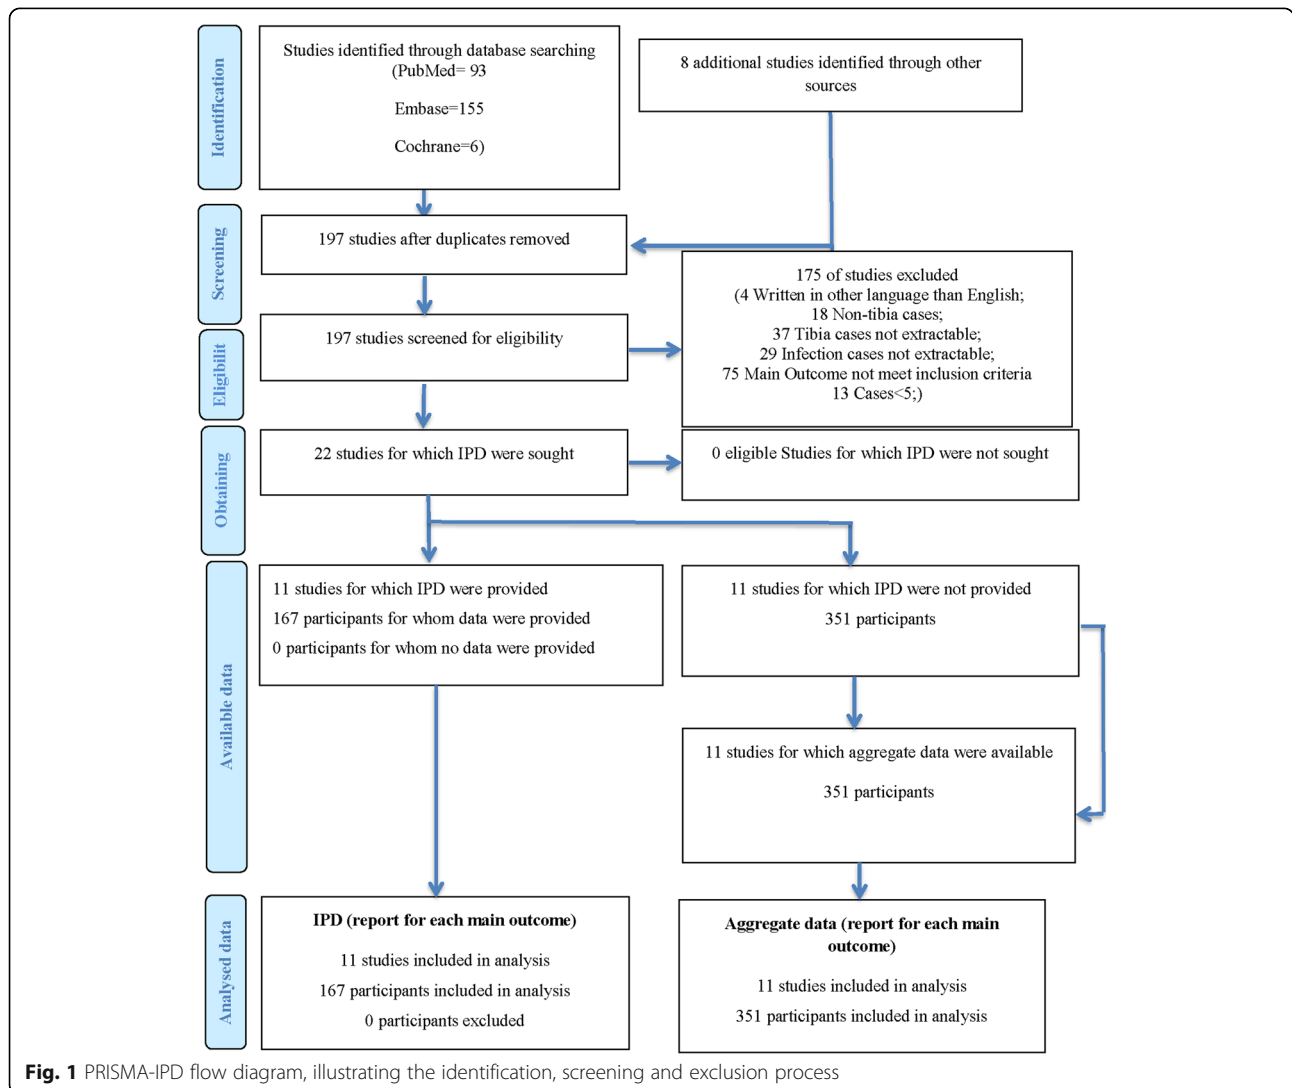 Identification
Studies identified through database searching
(PubMed= 93
Embase=155
Cochrane=6)
8 additional studies identified through other
sources
Screening
197 studies after duplicates removed
Eligibilit
197 studies screened for eligibility
175 of studies excluded
(4 Written in other language than English;
18 Non-tibia cases;
37 Tibia cases not extractable;
29 Infection cases not extractable;
75 Main Outcome not meet inclusion criteria
13 Cases<5;)
Obtaining
22 studies for which IPD were sought
0 eligible Studies for which IPD were not sought
Available data
11 studies for which IPD were provided
167 participants for whom data were provided
0 participants for whom no data were provided
11 studies for which IPD were not provided
351 participants
11 studies for which aggregate data were available
351 participants
Analysed data
IPD (report for each main outcome)
11 studies included in analysis
167 participants included in analysis
0 participants excluded
Aggregate data (report for each main
outcome)
11 studies included in analysis
351 participants included in analysis
Fig. 1 PRISMA-IPD flow diagram, illustrating the identification, screening and exclusion process